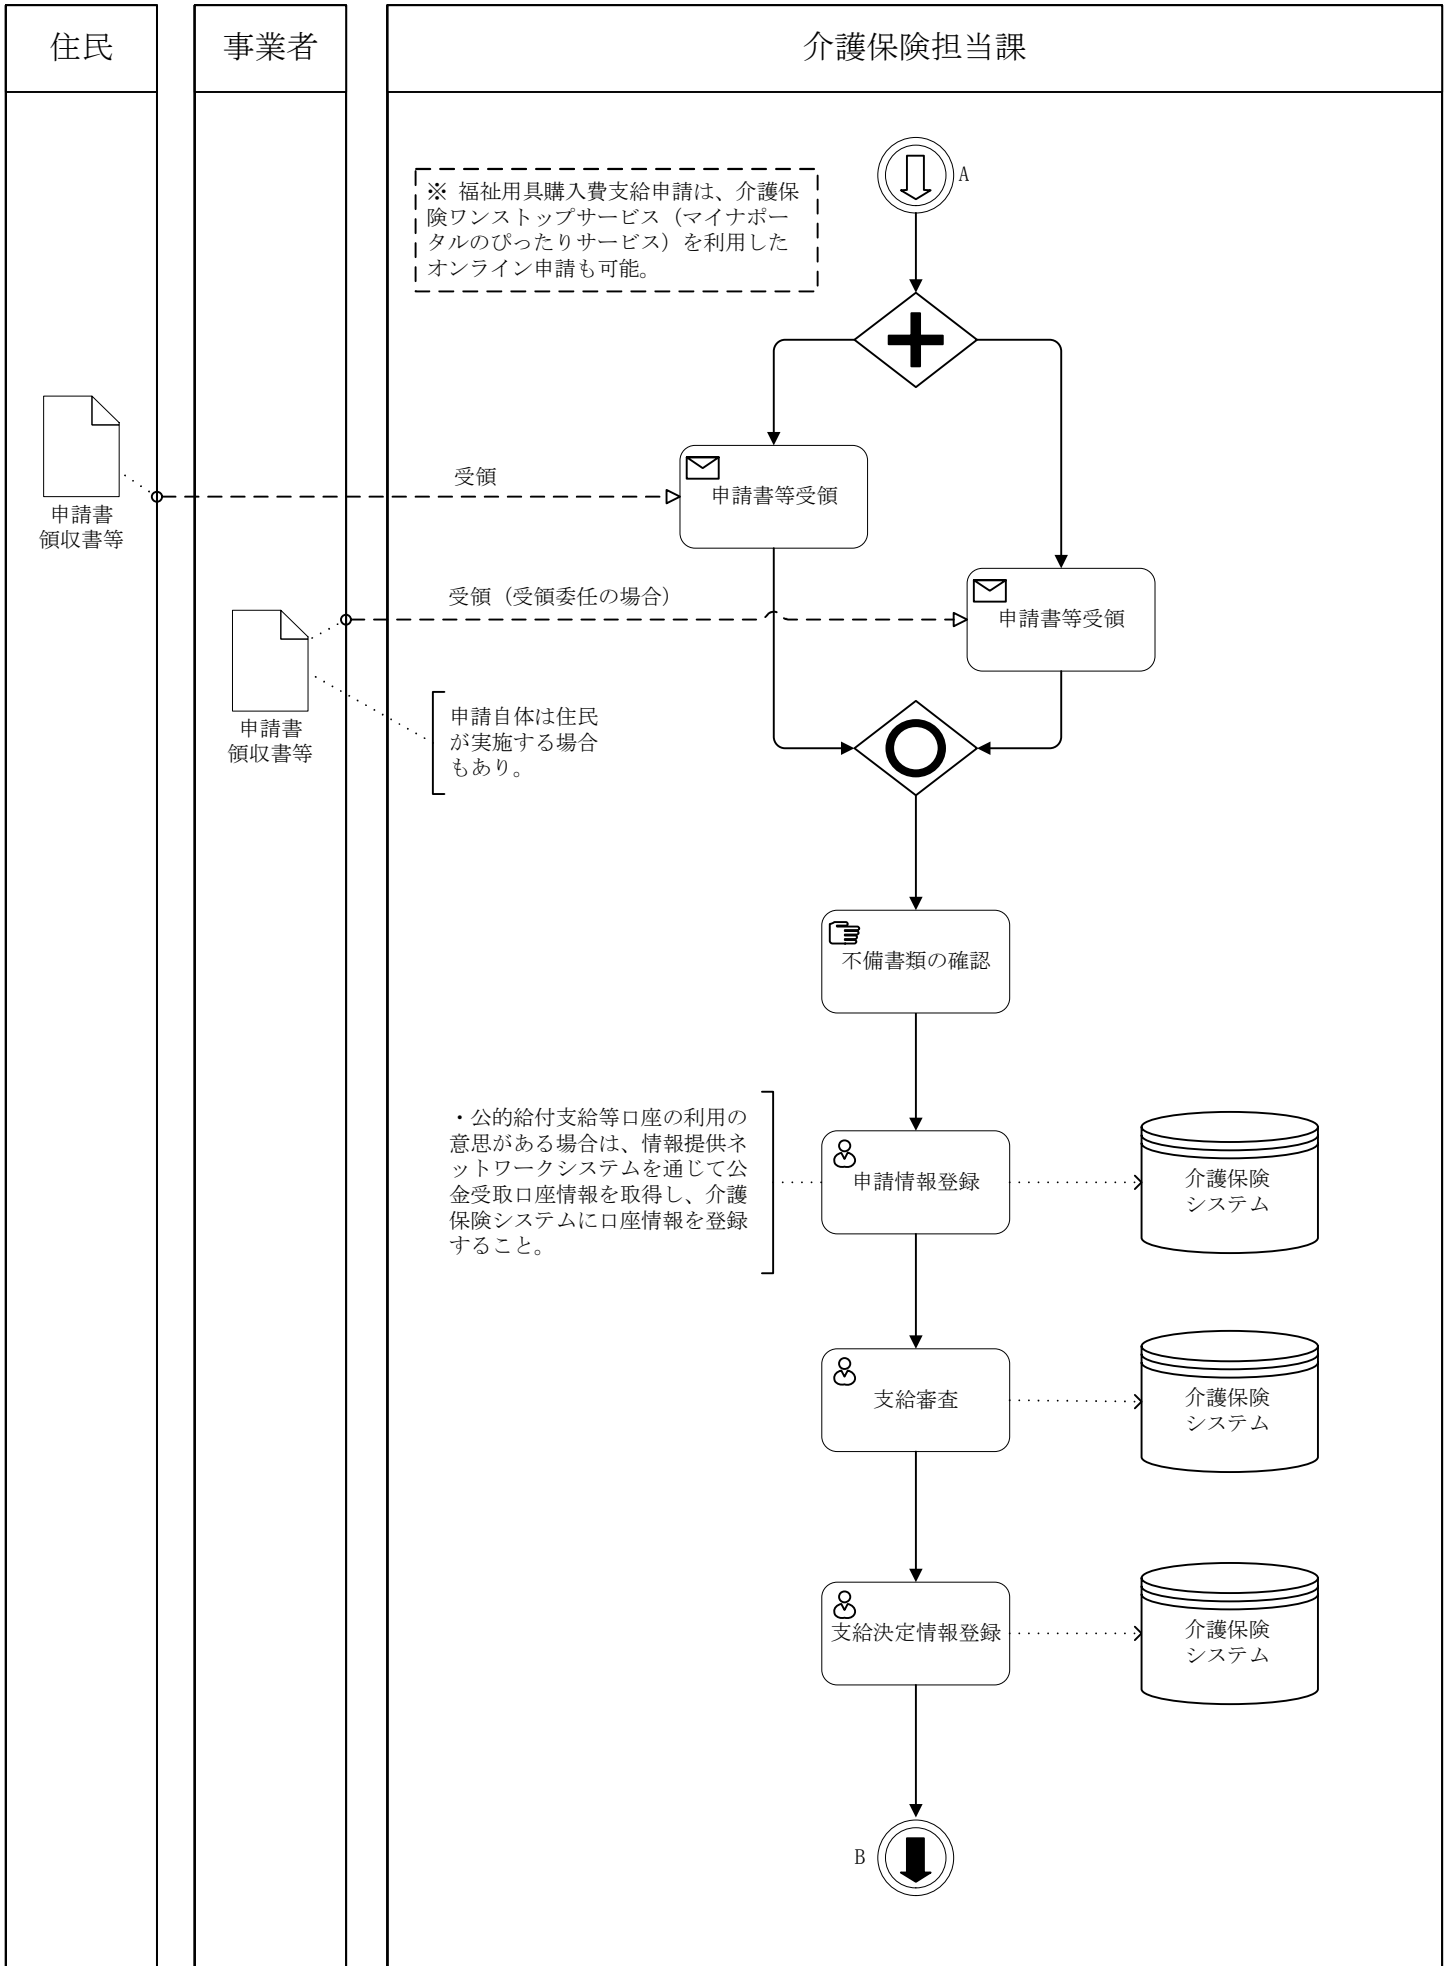 住民
事業者
介護保険担当課
A
※ 福祉用具購入費支給申請は、介護保
険ワンストップサービス（マイナポー
タルのぴったりサービス）を利用した
オンライン申請も可能。
申請書
領収書等
受領
申請書等受領
受領（受領委任の場合）
申請書等受領
申請書
領収書等
申請自体は住民
が実施する場合
もあり。
不備書類の確認
・公的給付支給等口座の利用の
意思がある場合は、情報提供ネ
ットワークシステムを通じて公
金受取口座情報を取得し、介護
保険システムに口座情報を登録
すること。
申請情報登録
介護保険
システム
支給審査
介護保険
システム
支給決定情報登録
介護保険
システム
B